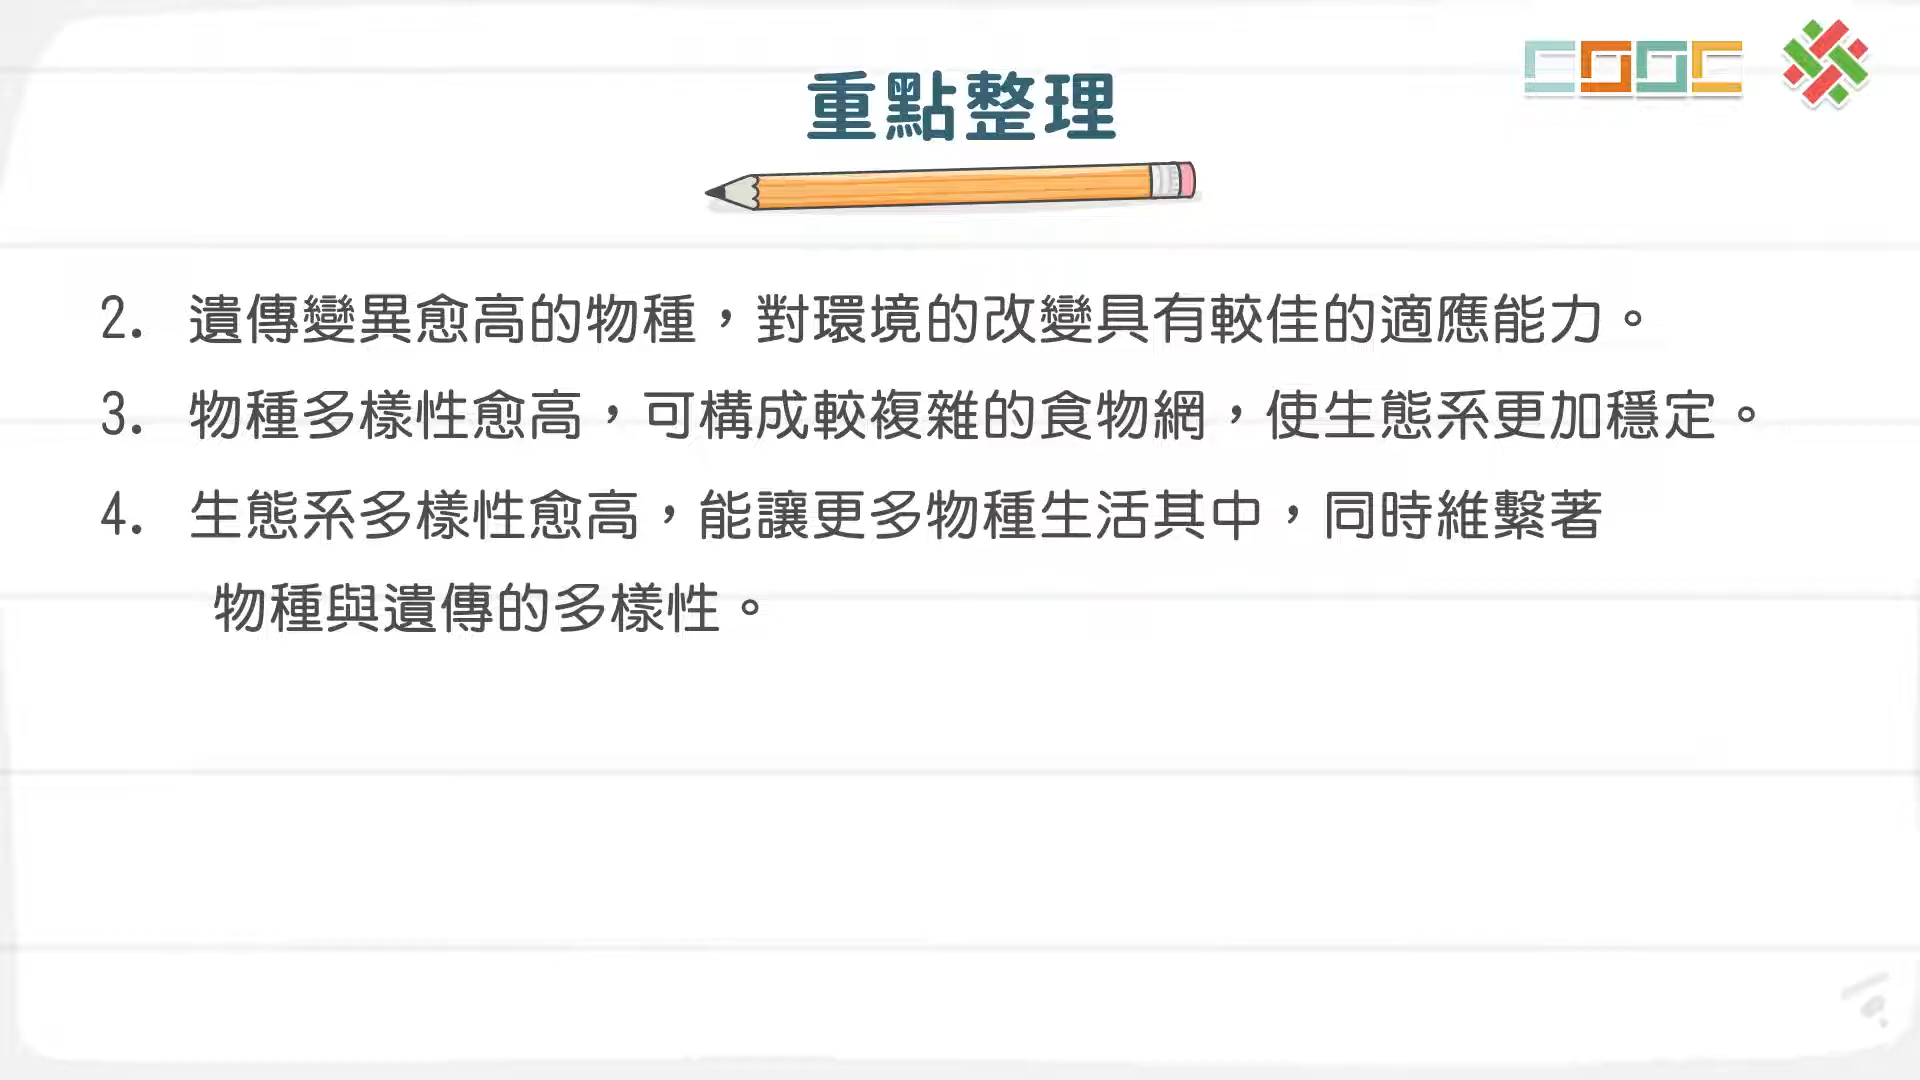 COOC
重點整理
2. 遺傳變異愈高的物種，對環境的改變具有較佳的適應能力。
3. 物種多樣性愈高，可構成較複雜的食物網，使生態系更加穩定。
4. 生態系多樣性愈高，能讓更多物種生活其中，同時維繫著
物種與遺傳的多樣性。